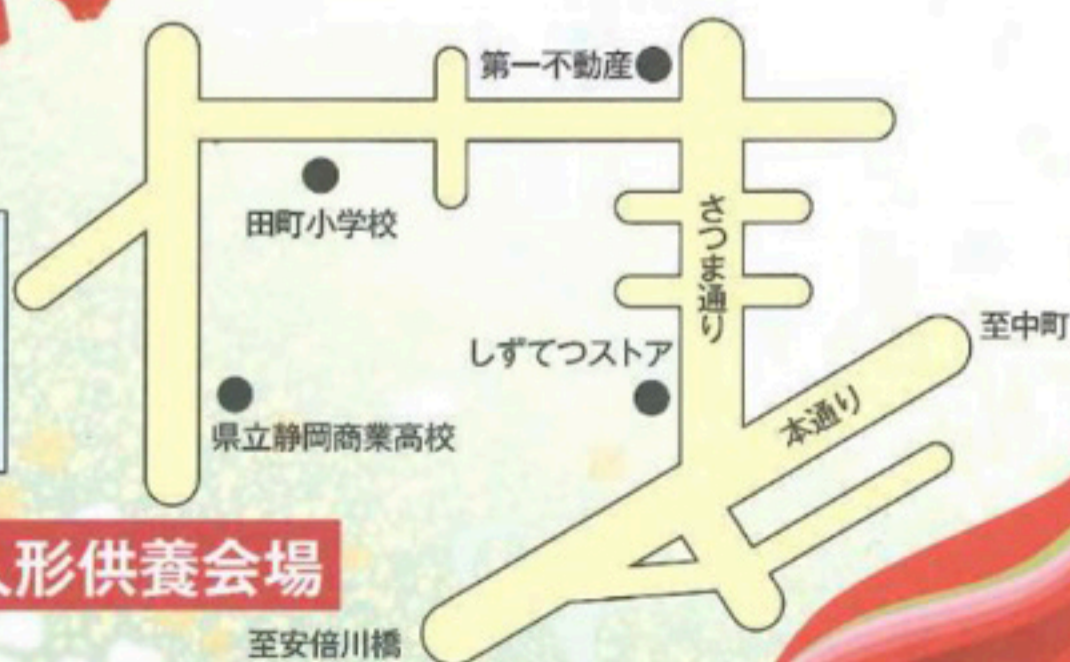 第一不動産
田町小学校
さつま通り
至中町
しずてつストア
本通り
県立静岡商業高校
人形供養会場
至安倍川橋